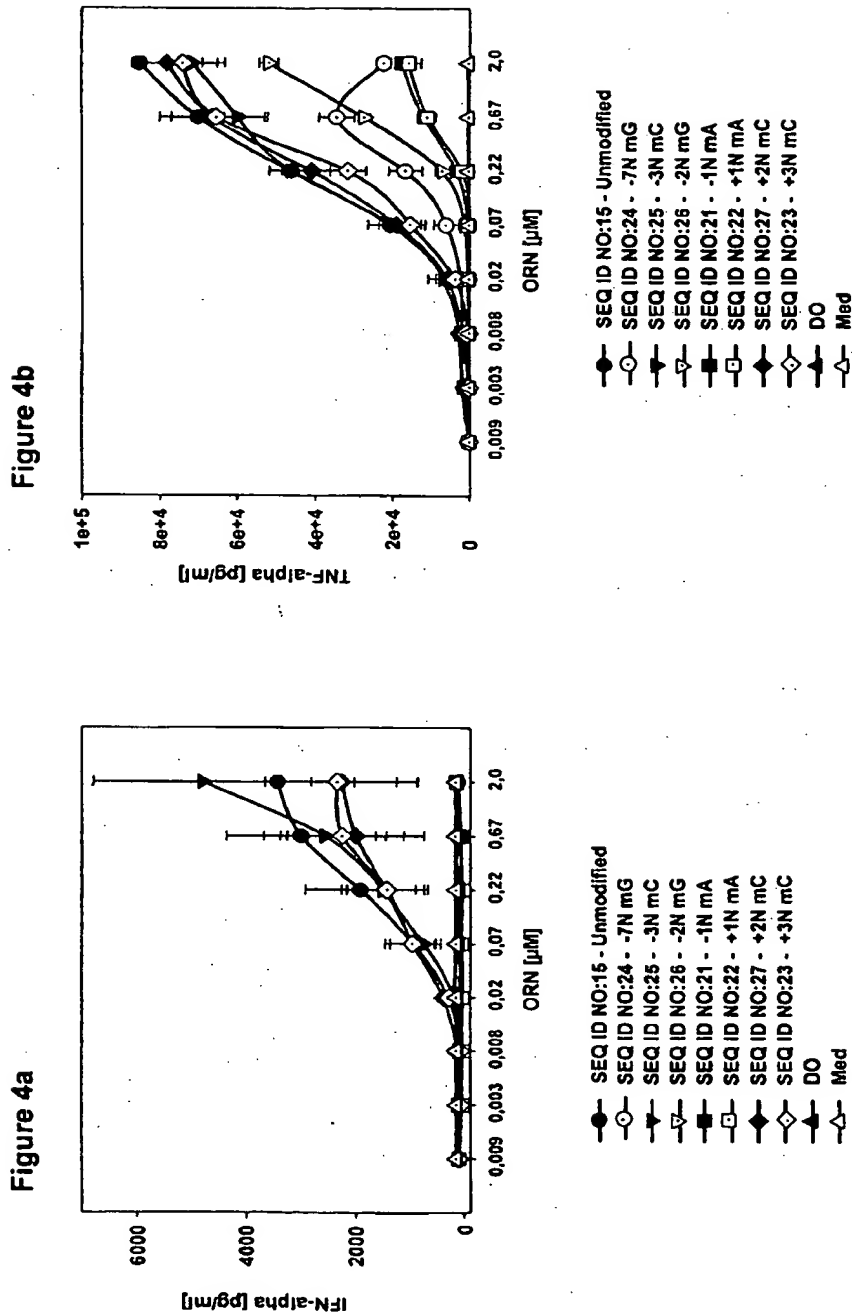 Figure 4a
IFN-alpha [pg/ml]
6000
4000
2000
0
0,009
0,003
0,008
0,02
0,07
0,22
0,67
2,0
ORN [µM]
SEQ ID NO:15 - Unmodified
SEQ ID NO:24 - -7N mG
SEQ ID NO:25 - -3N mC
SEQ ID NO:26 - -2N mG
SEQ ID NO:21 - -1N mA
SEQ ID NO:22 - +1N mA
SEQ ID NO:27 - +2N mC
SEQ ID NO:23 - +3N mC
DO
Med
Figure 4b
TNF-alpha [pg/ml]
1e+5
8e+4
6e+4
4e+4
2e+4
0
0,009
0,003
0,008
0,02
0,07
0,22
0,67
2,0
ORN [µM]
SEQ ID NO:15 - Unmodified
SEQ ID NO:24 - -7N mG
SEQ ID NO:25 - -3N mC
SEQ ID NO:26 - -2N mG
SEQ ID NO:21 - -1N mA
SEQ ID NO:22 - +1N mA
SEQ ID NO:27 - +2N mC
SEQ ID NO:23 - +3N mC
DO
Med